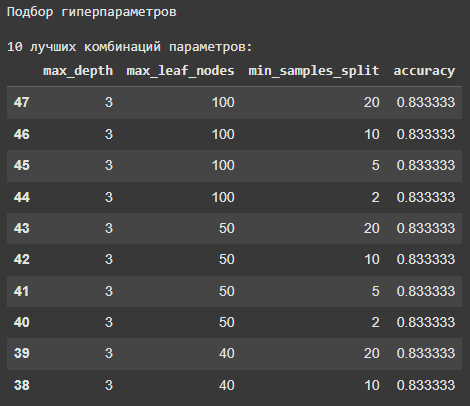 Подбор гиперпараметров
10 лучших комбинаций параметров:
max_depth max_leaf_nodes min_samples_split accuracy
47 3 100 20 0.833333
46 3 100 10 0.833333
45 3 100 5 0.833333
44 3 100 2 0.833333
43 3 50 20 0.833333
42 3 50 10 0.833333
41 3 50 5 0.833333
40 3 50 2 0.833333
39 3 40 20 0.833333
38 3 40 10 0.833333